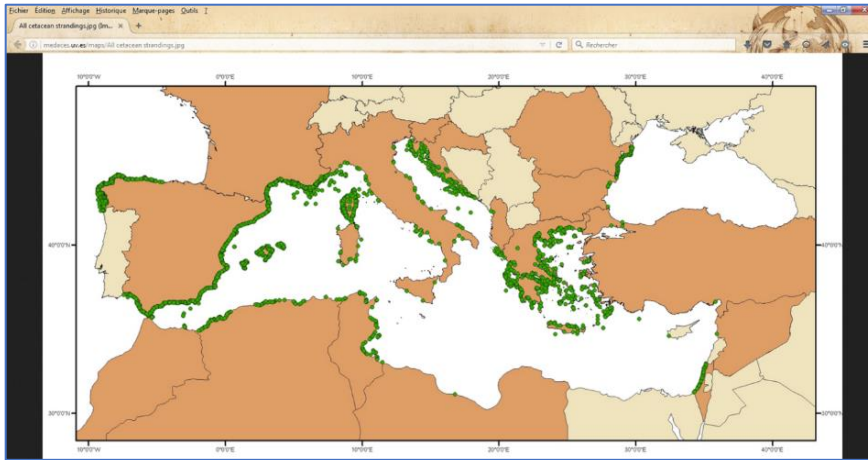 Fichier Édition Affichage Historique Marque-pages Outils ?
All cetacean strandings.jpg (Im... × +
medaces.uv.es/maps/All cetacean strandings.jpg Rechercher
10°0'0"W 0°0'0"E 10°0'0"E 20°0'0"E 30°0'0"E 40°0'0"E
40°0'0"N 40°0'0"N
30°0'0"N 30°0'0"N
10°0'0"W 0°0'0"E 10°0'0"E 20°0'0"E 30°0'0"E 40°0'0"E